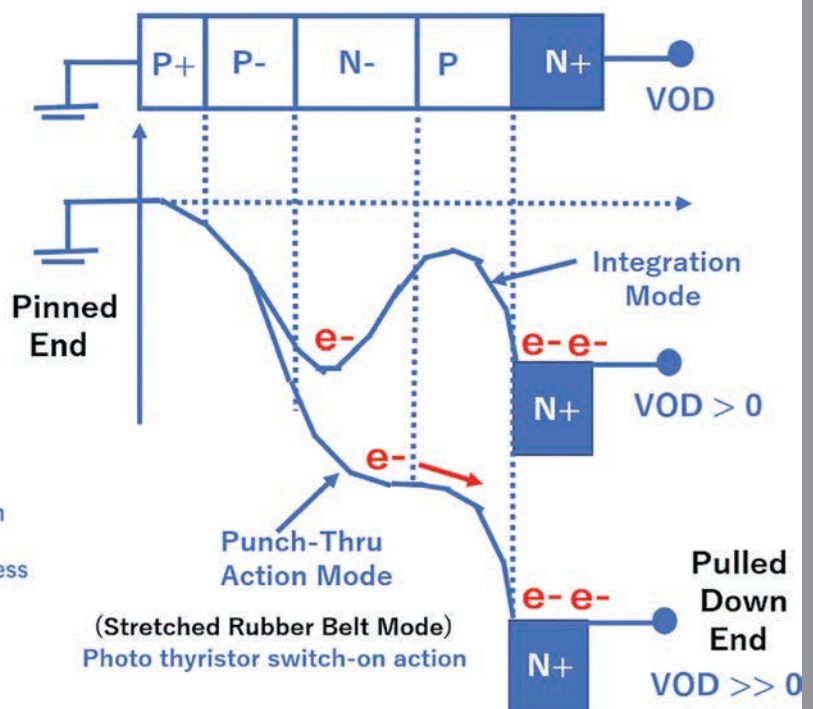 P+ P- N- P N+
VOD
Integration
Mode
Pinned
End
e-
e- e-
N+
VOD > 0
e-
Punch-Thru
Action Mode
e- e-
Pulled
Down
End
(Stretched Rubber Belt Mode)
Photo thyristor switch-on action
N+
VOD >> 0